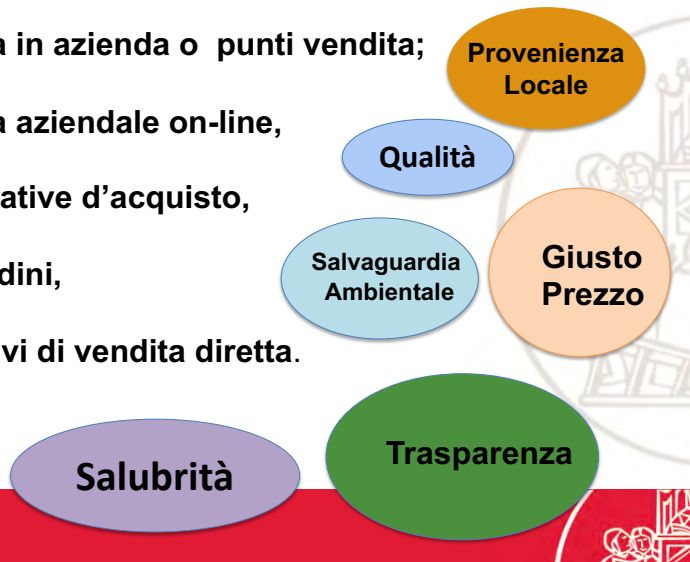 a in azienda o punti vendita;
a aziendale on-line,
ative d'acquisto,
dini,
vi di vendita diretta.
Provenienza
Locale
Qualità
Salvaguardia
Ambientale
Giusto
Prezzo
Salubrità
Trasparenza